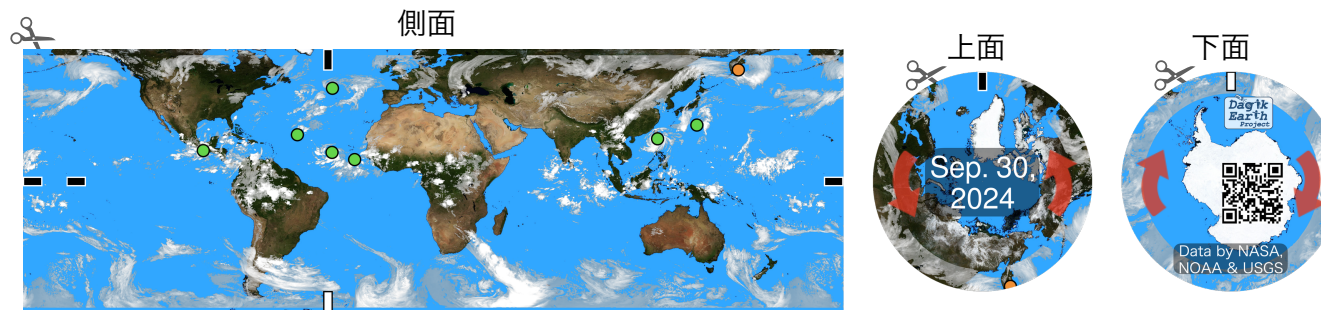 側面
上面
下面
Sep. 30,
2024
Dagik
Earth
Project
Data by NASA,
NOAA & USGS